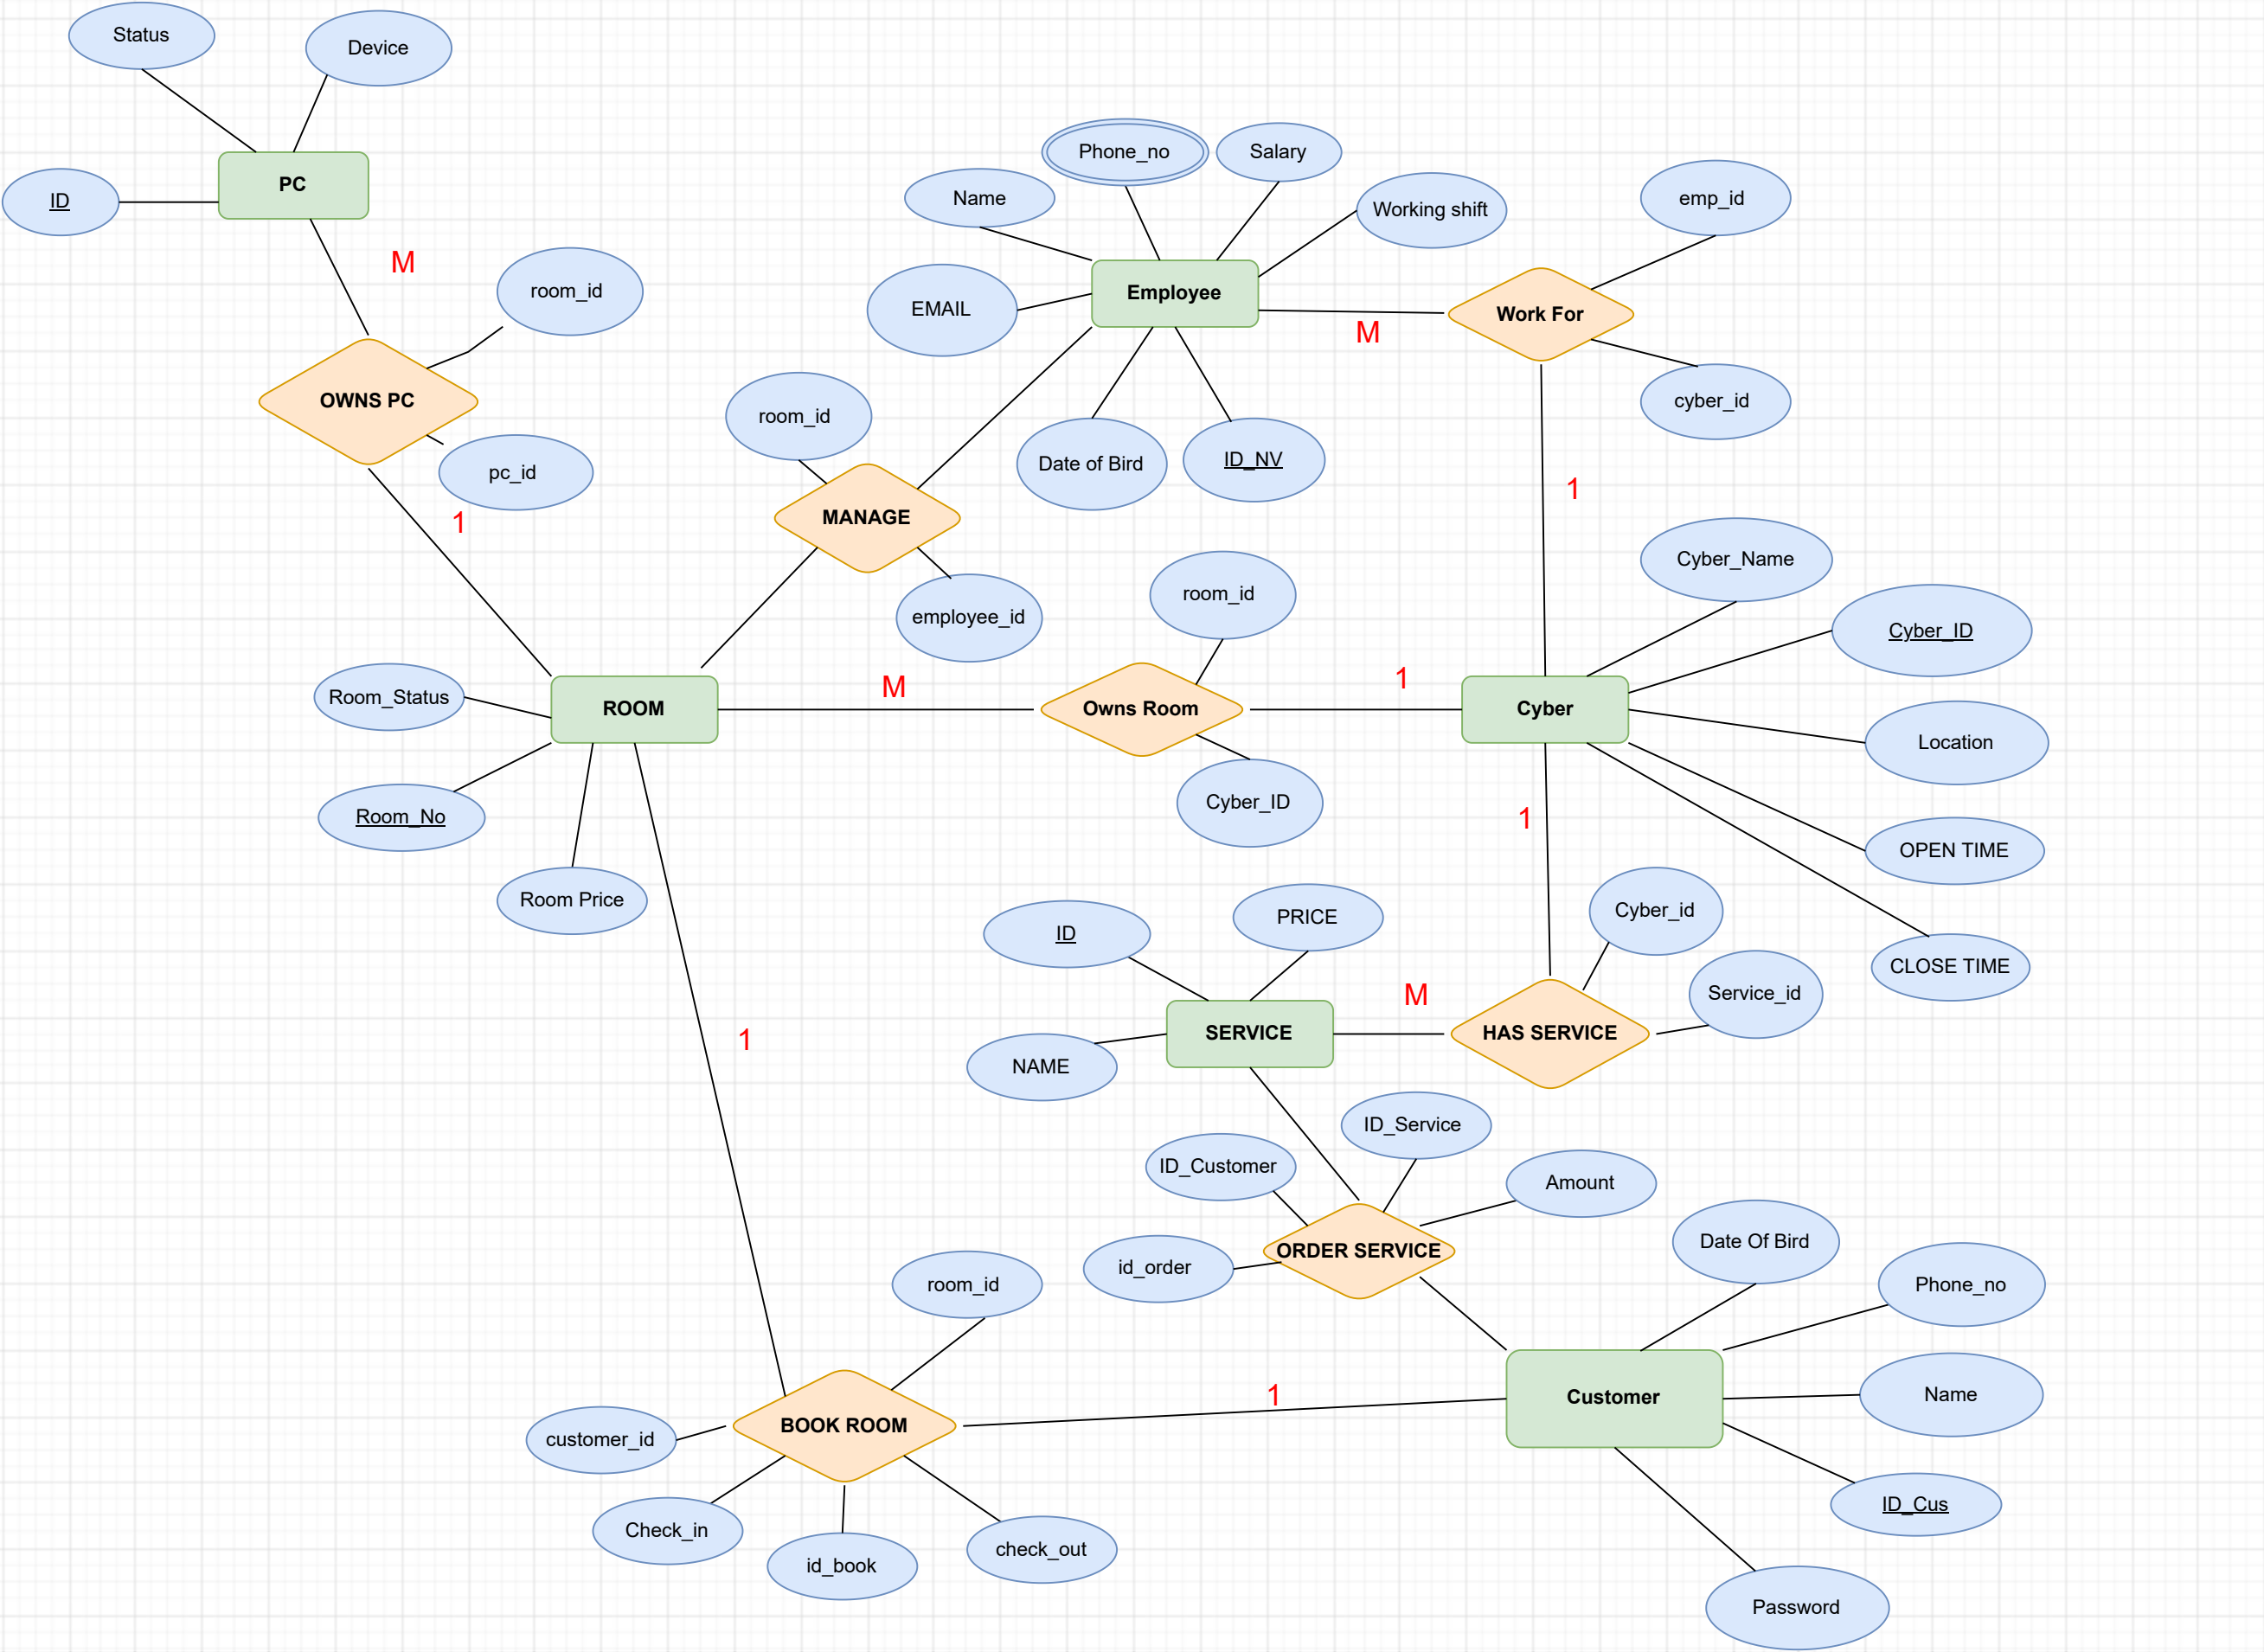 Status
Device
PC
ID
M
room_id
OWNS PC
pc_id
1
Phone_no
Salary
Name
Working shift
emp_id
EMAIL
Employee
Work For
M
cyber_id
Date of Bird
ID_NV
room_id
MANAGE
employee_id
1
Cyber_Name
Cyber_ID
room_id
Room_Status
ROOM
M
Owns Room
1
Cyber
Location
Cyber_ID
Room_No
Room Price
1
OPEN TIME
CLOSE TIME
Cyber_id
Service_id
ID
PRICE
SERVICE
M
HAS SERVICE
NAME
1
ID_Service
ID_Customer
Amount
ORDER SERVICE
id_order
Date Of Bird
Phone_no
room_id
Customer
Name
1
BOOK ROOM
customer_id
ID_Cus
Check_in
id_book
check_out
Password